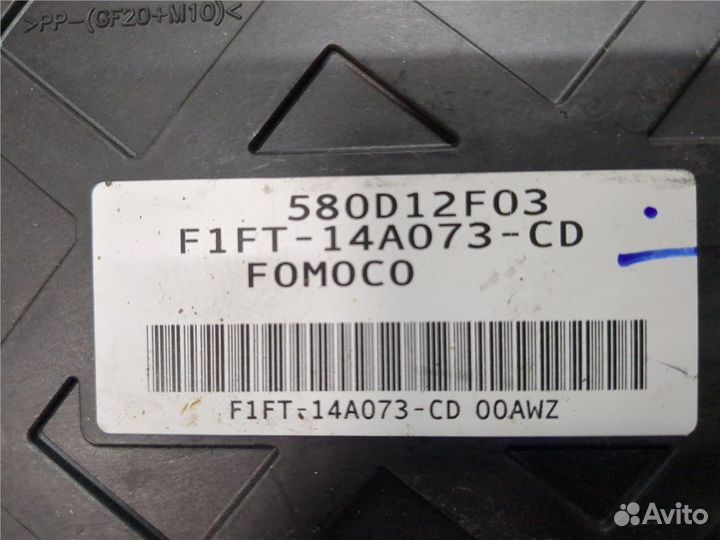 >PP-(GF20+M10)<
580D12F03
F1FT-14A073-CD
FOMOCO
F1FT-14A073-CD 00AWZ
Avito